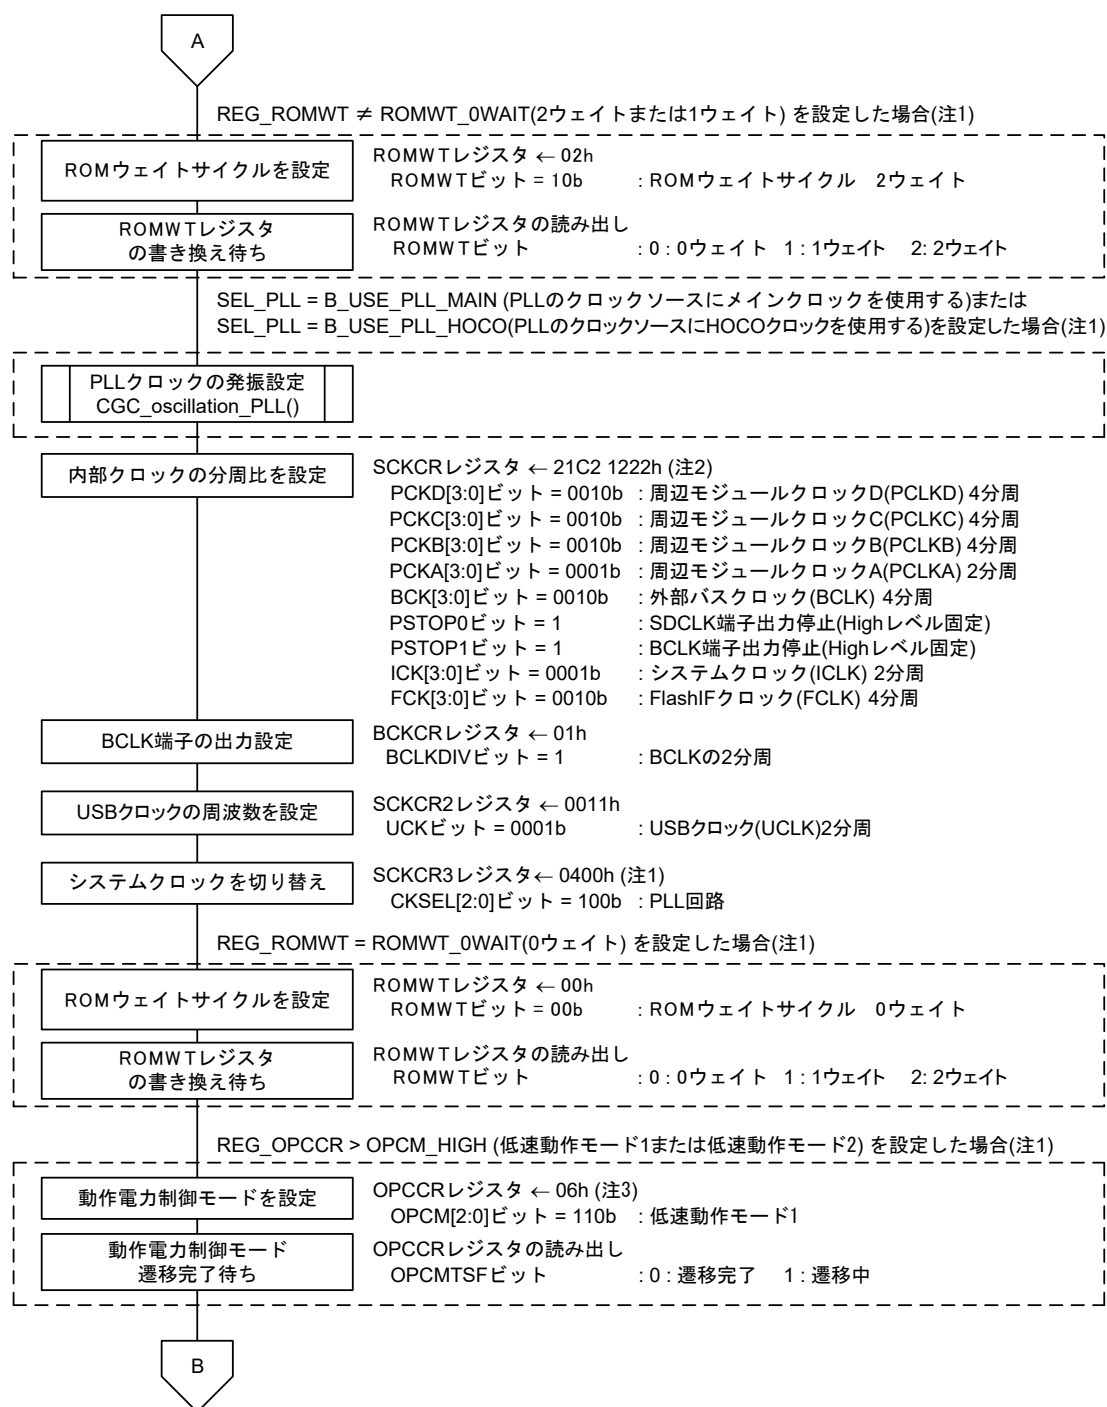 A
REG_ROMWT ≠ ROMWT_0WAIT(2ウェイトまたは1ウェイト) を設定した場合(注1)
ROMウェイトサイクルを設定
ROMWTレジスタ ← 02h
ROMWTビット = 10b : ROMウェイトサイクル 2ウェイト
ROMWTレジスタ
の書き換え待ち
ROMWTレジスタの読み出し
ROMWTビット : 0 : 0ウェイト 1 : 1ウェイト 2: 2ウェイト
SEL_PLL = B_USE_PLL_MAIN (PLLのクロックソースにメインクロックを使用する)または
SEL_PLL = B_USE_PLL_HOCO(PLLのクロックソースにHOCOクロックを使用する)を設定した場合(注1)
PLLクロックの発振設定
CGC_oscillation_PLL()
内部クロックの分周比を設定
SCKCRレジスタ ← 21C2 1222h (注2)
PCKD[3:0]ビット = 0010b : 周辺モジュールクロックD(PCLKD) 4分周
PCKC[3:0]ビット = 0010b : 周辺モジュールクロックC(PCLKC) 4分周
PCKB[3:0]ビット = 0010b : 周辺モジュールクロックB(PCLKB) 4分周
PCKA[3:0]ビット = 0001b : 周辺モジュールクロックA(PCLKA) 2分周
BCK[3:0]ビット = 0010b : 外部バスクロック(BCLK) 4分周
PSTOP0ビット = 1 : SDCLK端子出力停止(Highレベル固定)
PSTOP1ビット = 1 : BCLK端子出力停止(Highレベル固定)
ICK[3:0]ビット = 0001b : システムクロック(ICLK) 2分周
FCK[3:0]ビット = 0010b : FlashIFクロック(FCLK) 4分周
BCLK端子の出力設定
BCKCRレジスタ ← 01h
BCLKDIVビット = 1 : BCLKの2分周
USBクロックの周波数を設定
SCKCR2レジスタ ← 0011h
UCKビット = 0001b : USBクロック(UCLK)2分周
システムクロックを切り替え
SCKCR3レジスタ← 0400h (注1)
CKSEL[2:0]ビット = 100b : PLL回路
REG_ROMWT = ROMWT_0WAIT(0ウェイト) を設定した場合(注1)
ROMウェイトサイクルを設定
ROMWTレジスタ ← 00h
ROMWTビット = 00b : ROMウェイトサイクル 0ウェイト
ROMWTレジスタ
の書き換え待ち
ROMWTレジスタの読み出し
ROMWTビット : 0 : 0ウェイト 1 : 1ウェイト 2: 2ウェイト
REG_OPCCR > OPCM_HIGH (低速動作モード1または低速動作モード2) を設定した場合(注1)
動作電力制御モードを設定
OPCCRレジスタ ← 06h (注3)
OPCM[2:0]ビット = 110b : 低速動作モード1
動作電力制御モード
遷移完了待ち
OPCCRレジスタの読み出し
OPCMTSFビット : 0 : 遷移完了 1 : 遷移中
B